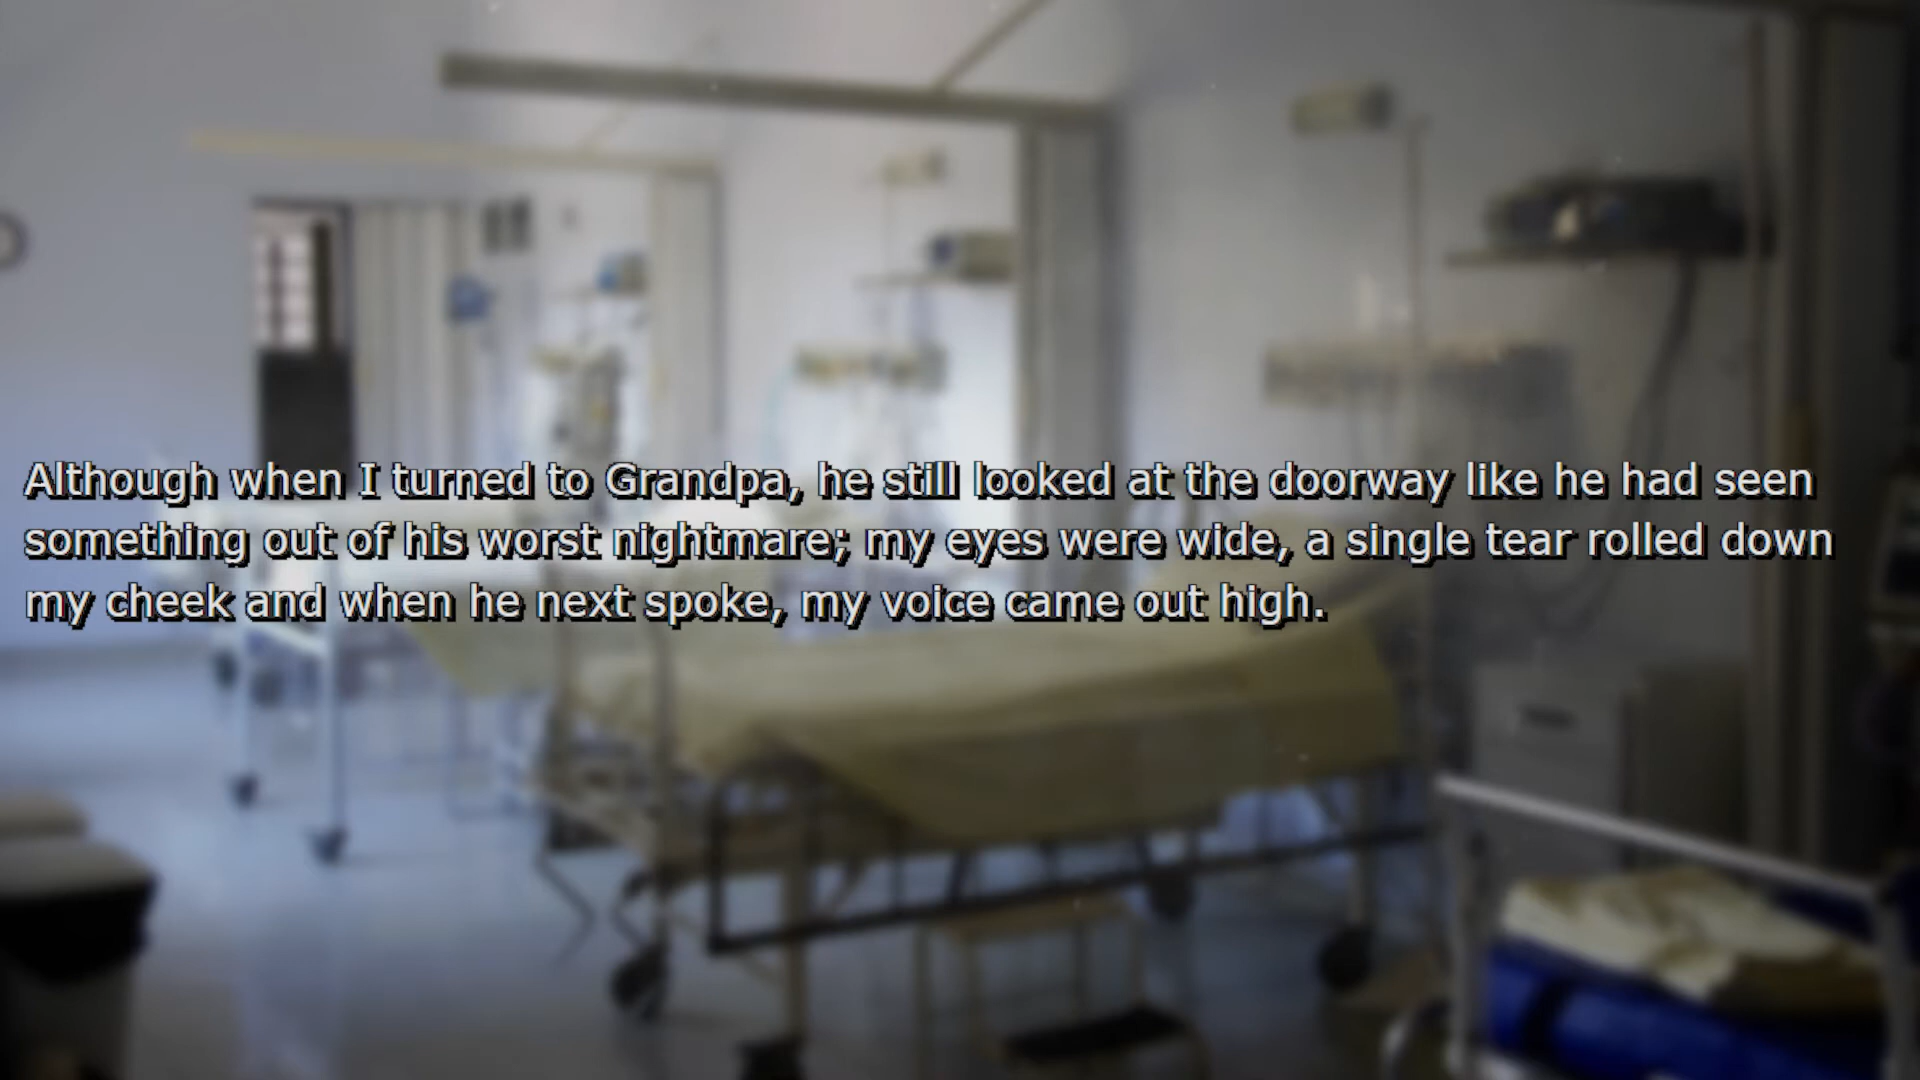 Although when I turned to Grandpa, he still looked at the doorway like he had seen
something out of his worst nightmare; my eyes were wide, a single tear rolled down
my cheek and when he next spoke, my voice came out high.